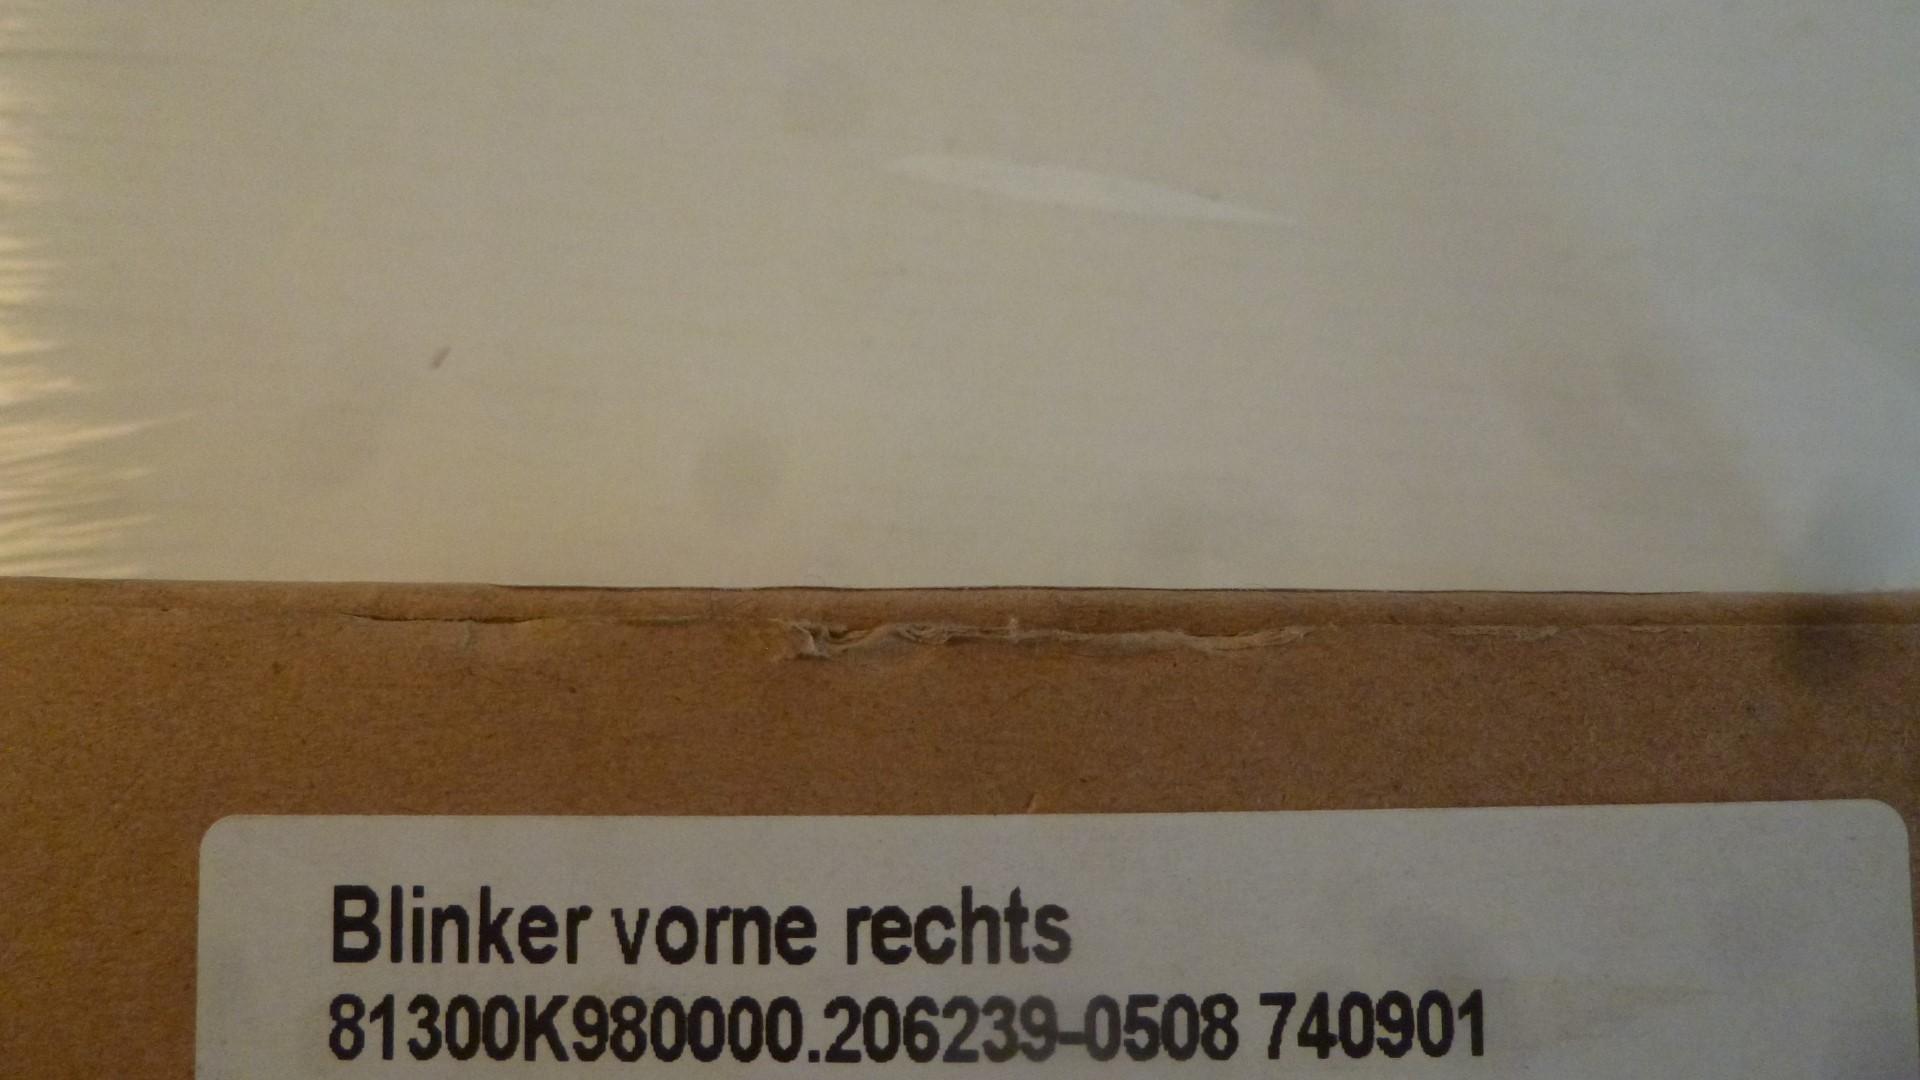 Blinker vorne rechts
81300K980000.206239-0508 740901